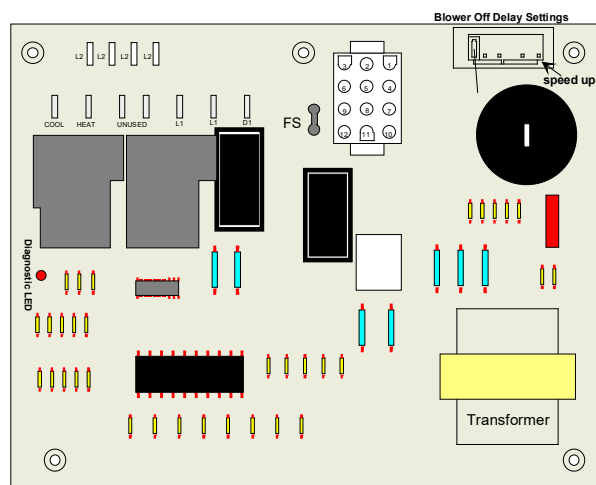 Blower Off Delay Settings
L2 L2 L2 L2
speed up
3 2 1
6 5 4
COOL HEAT UNUSED L1 L1 D1
FS
9 8 7
12 11 10
Diagnostic LED
Transformer